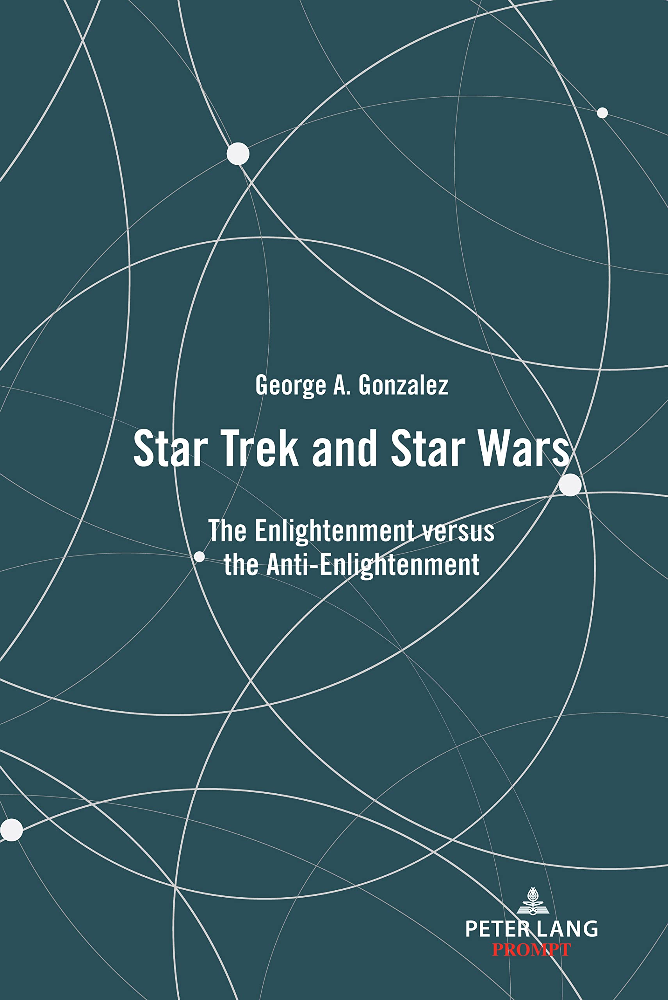 George A. Gonzalez
Star Trek and Star Wars
The Enlightenment versus
the Anti-Enlightenment
PETER LANG
PROMPT